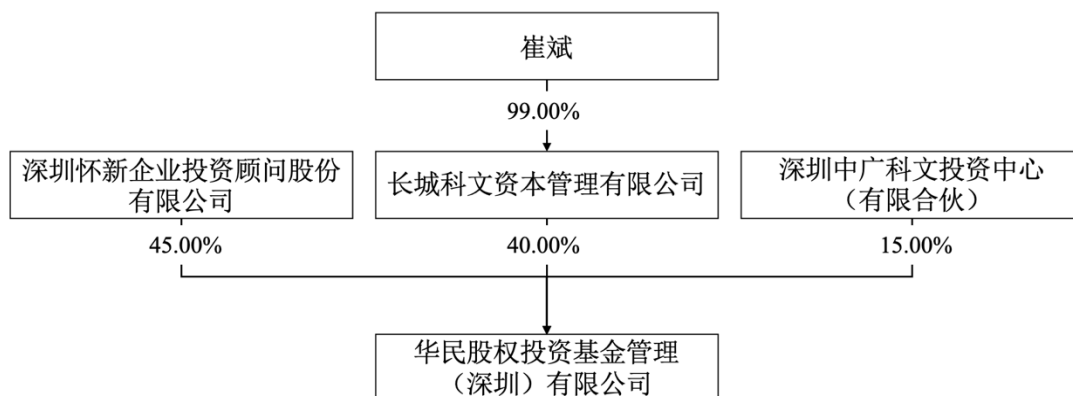 崔斌
99.00%
深圳怀新企业投资顾问股份
有限公司
长城科文资本管理有限公司
深圳中广科文投资中心
（有限合伙）
45.00%
40.00%
15.00%
华民股权投资基金管理
（深圳）有限公司